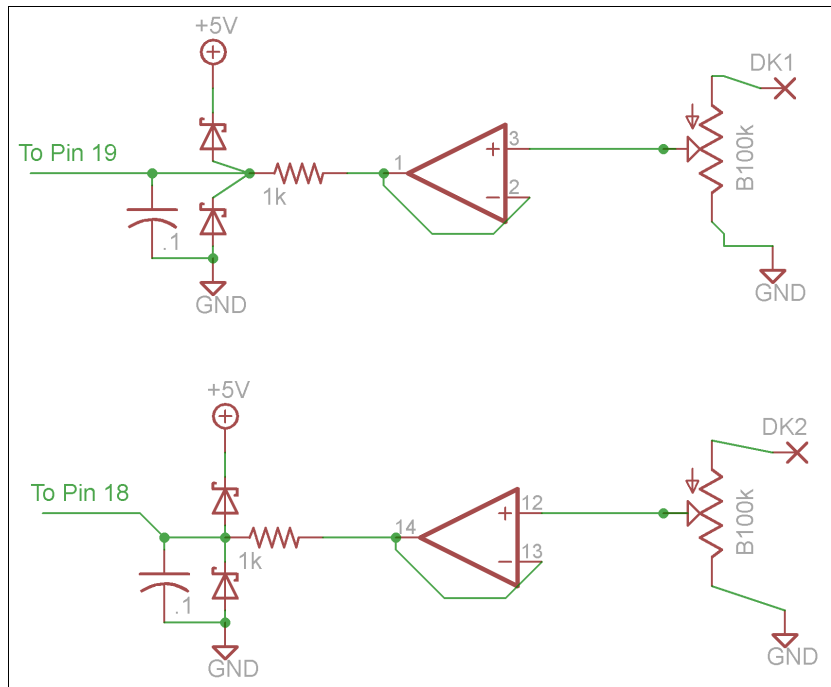 +5V
DK1
To Pin 19
1k
1
3
+
2
−
B100k
.1
GND
GND
+5V
DK2
To Pin 18
1k
14
12
+
13
−
B100k
.1
GND
GND